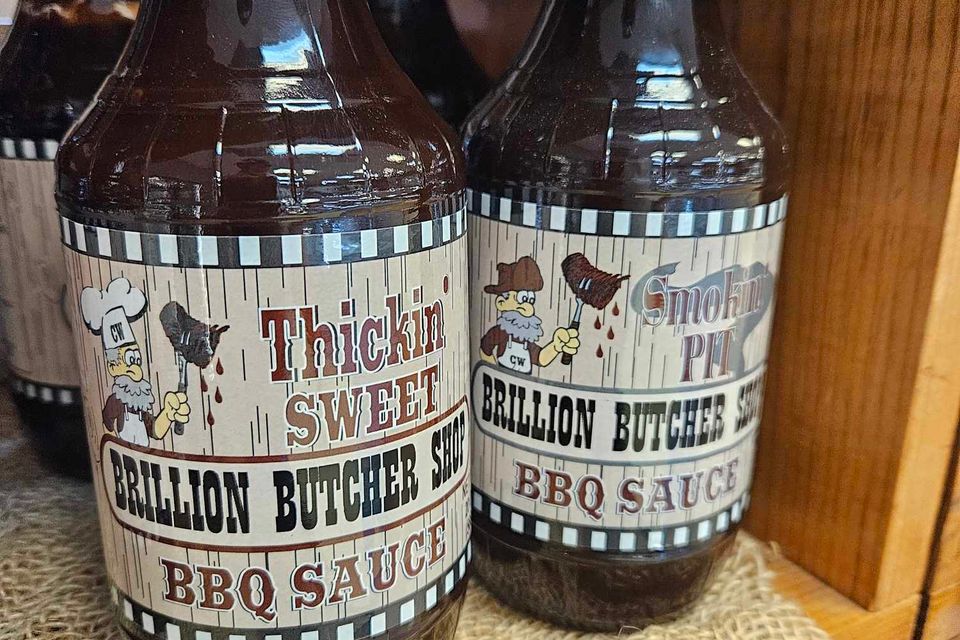 CW
Thickin'
SWEET
BRILLION BUTCHER SHOP
BBQ SAUCE
CW
Smokin'
PIT
BRILLION BUTCHER SHOP
BBQ SAUCE